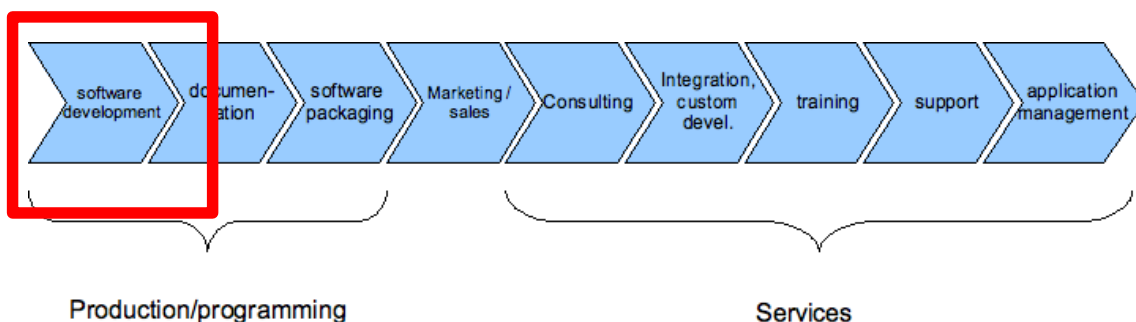 software
development
documen-
tation
software
packaging
Marketing /
sales
Consulting
Integration,
custom
devel.
training
support
application
management
Production/programming
Services